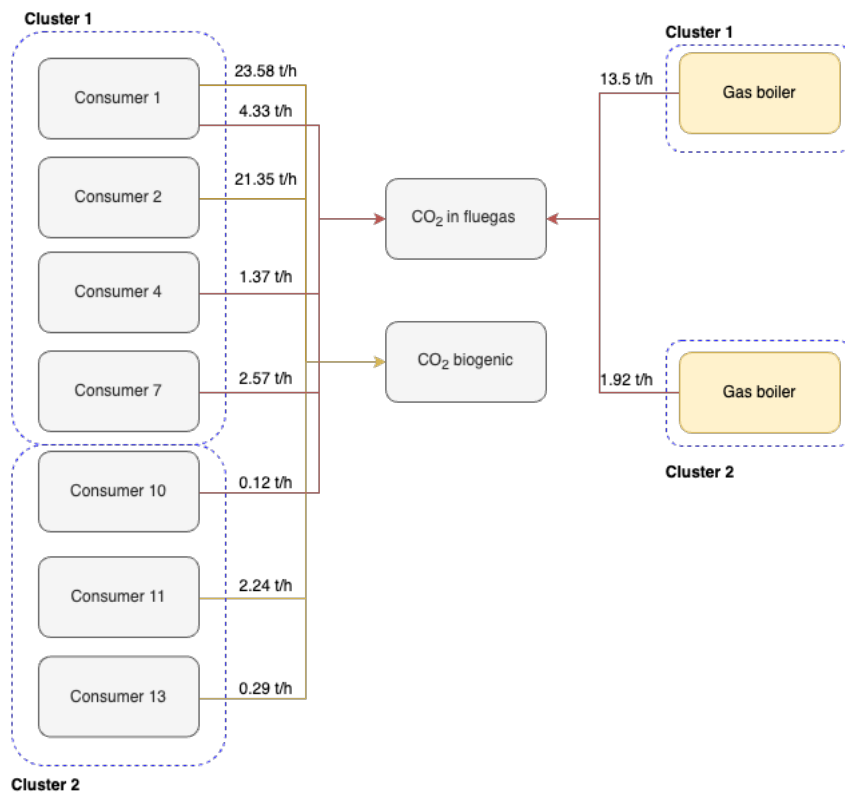 Cluster 1
Cluster 1
23.58 t/h
13.5 t/h
Gas boiler
Consumer 1
4.33 t/h
21.35 t/h
Consumer 2
CO₂ in fluegas
1.37 t/h
Consumer 4
CO₂ biogenic
2.57 t/h
1.92 t/h
Consumer 7
Gas boiler
Cluster 2
0.12 t/h
Consumer 10
2.24 t/h
Consumer 11
0.29 t/h
Consumer 13
Cluster 2